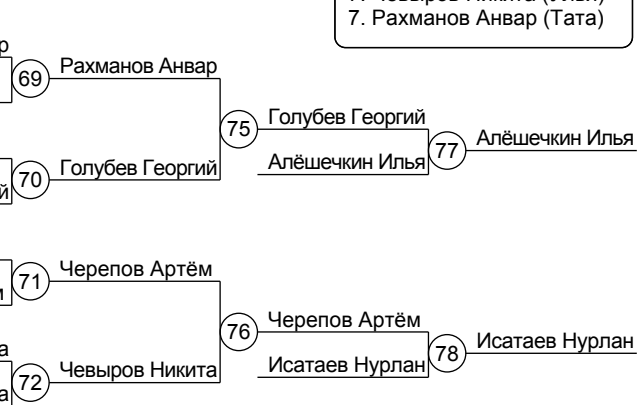 7. Рахманов Анвар (Тата)
69
Рахманов Анвар
75
Голубев Георгий
Алёшечкин Илья
77
Алёшечкин Илья
70
Голубев Георгий
71
Черепов Артём
76
Черепов Артём
Исатаев Нурлан
78
Исатаев Нурлан
72
Чевыров Никита